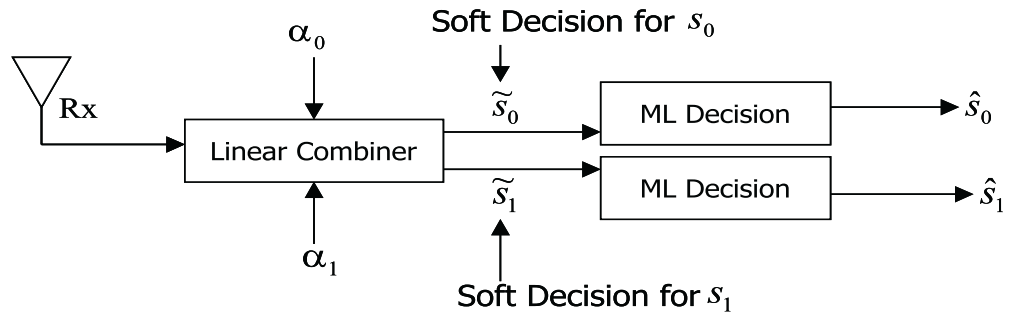 Soft Decision for s₀
α₀
Rx
s̃₀
ML Decision
ŝ₀
Linear Combiner
ML Decision
s̃₁
ŝ₁
α₁
Soft Decision for s₁